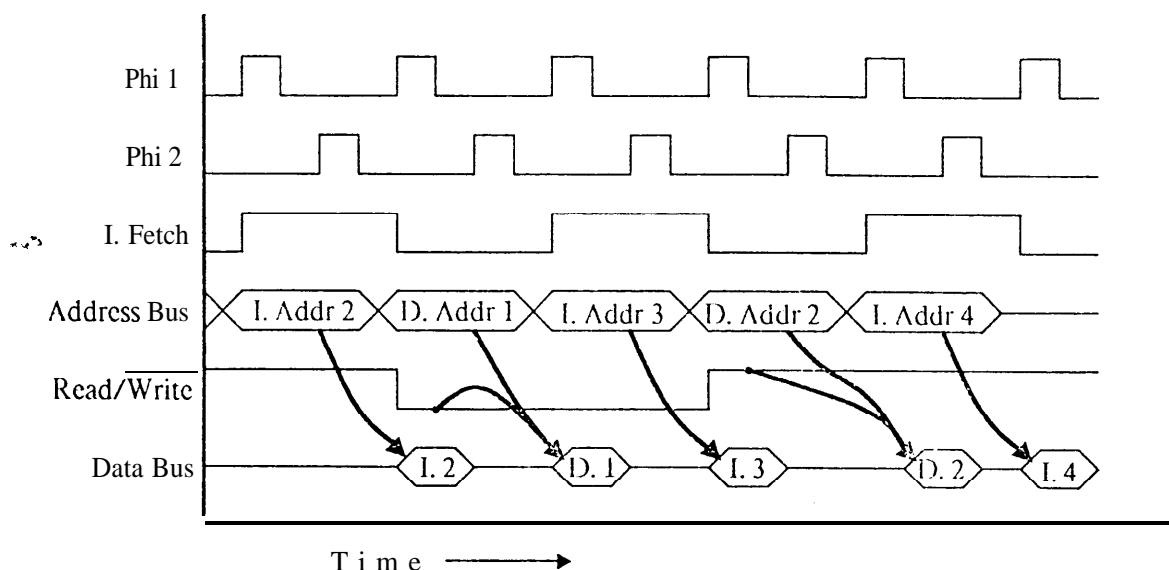 Phi 1
Phi 2
I. Fetch
Address Bus
I. Addr 2 D. Addr 1 I. Addr 3 D. Addr 2 I. Addr 4
Read/Write
Data Bus
I. 2 D. 1 I. 3 D. 2 I. 4
Time